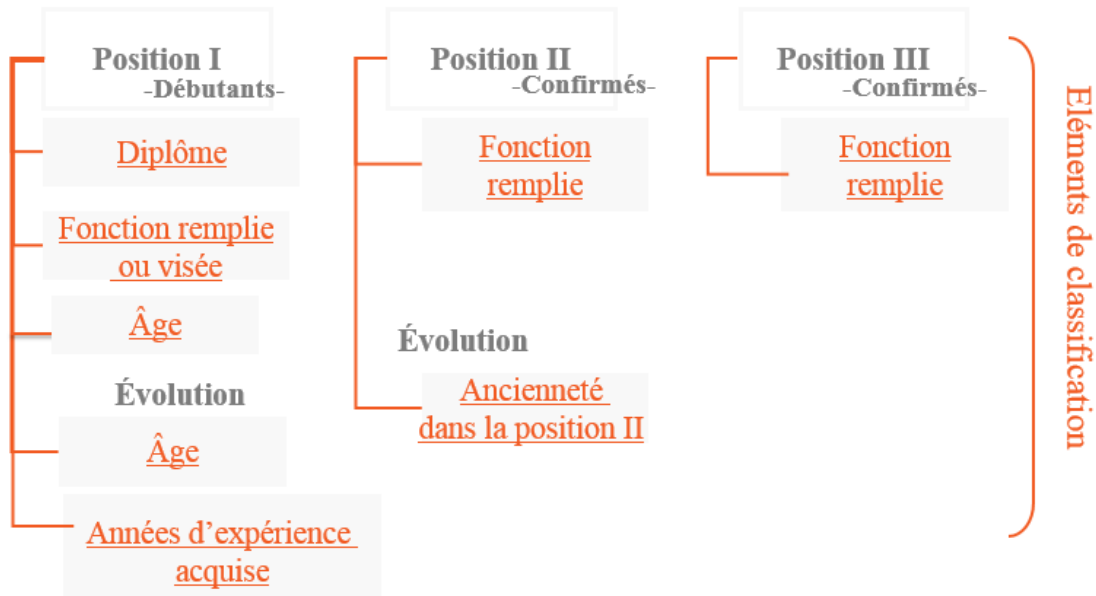 Position I
-Débutants-
Diplôme
Fonction remplie
ou visée
Âge
Évolution
Âge
Années d’expérience
acquise
Position II
-Confirmés-
Fonction
remplie
Évolution
Ancienneté
dans la position II
Position III
-Confirmés-
Fonction
remplie
Eléments de classification